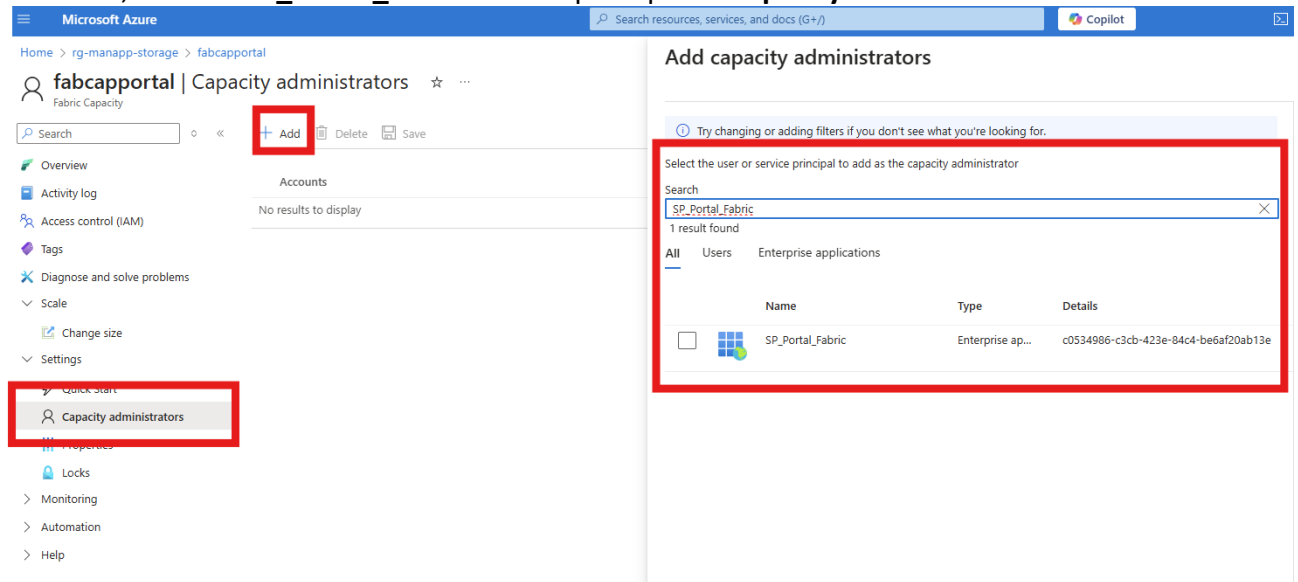 Microsoft Azure
Search resources, services, and docs (G+/)
Copilot
Home > rg-manapp-storage > fabcapportal
fabcapportal | Capacity administrators
Fabric Capacity
Search
Add
Delete
Save
Overview
Activity log
Access control (IAM)
Tags
Diagnose and solve problems
Scale
Change size
Settings
Quick Start
Capacity administrators
Properties
Locks
Monitoring
Automation
Help
Accounts
No results to display
Add capacity administrators
Try changing or adding filters if you don't see what you're looking for.
Select the user or service principal to add as the capacity administrator
Search
SP_Portal_Fabric
1 result found
All Users Enterprise applications
Name Type Details
SP_Portal_Fabric Enterprise ap... c0534986-c3cb-423e-84c4-be6af20ab13e